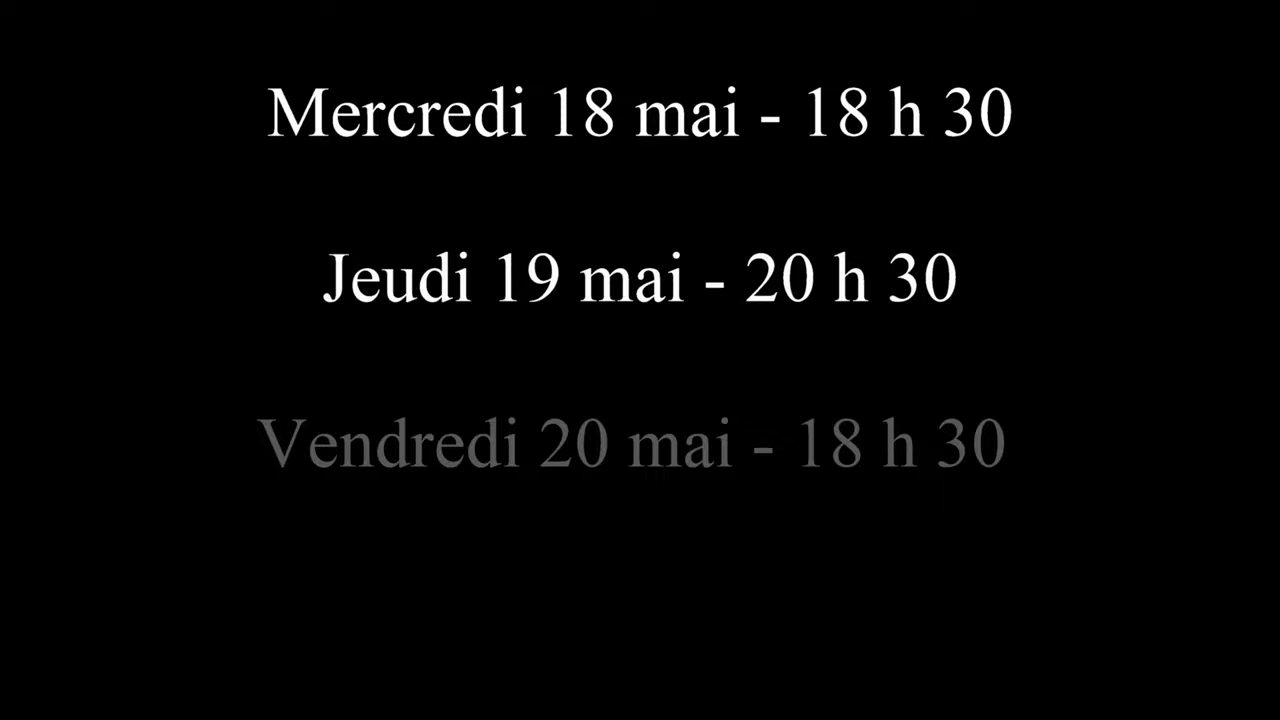 Mercredi 18 mai - 18 h 30
Jeudi 19 mai - 20 h 30
Vendredi 20 mai - 18 h 30